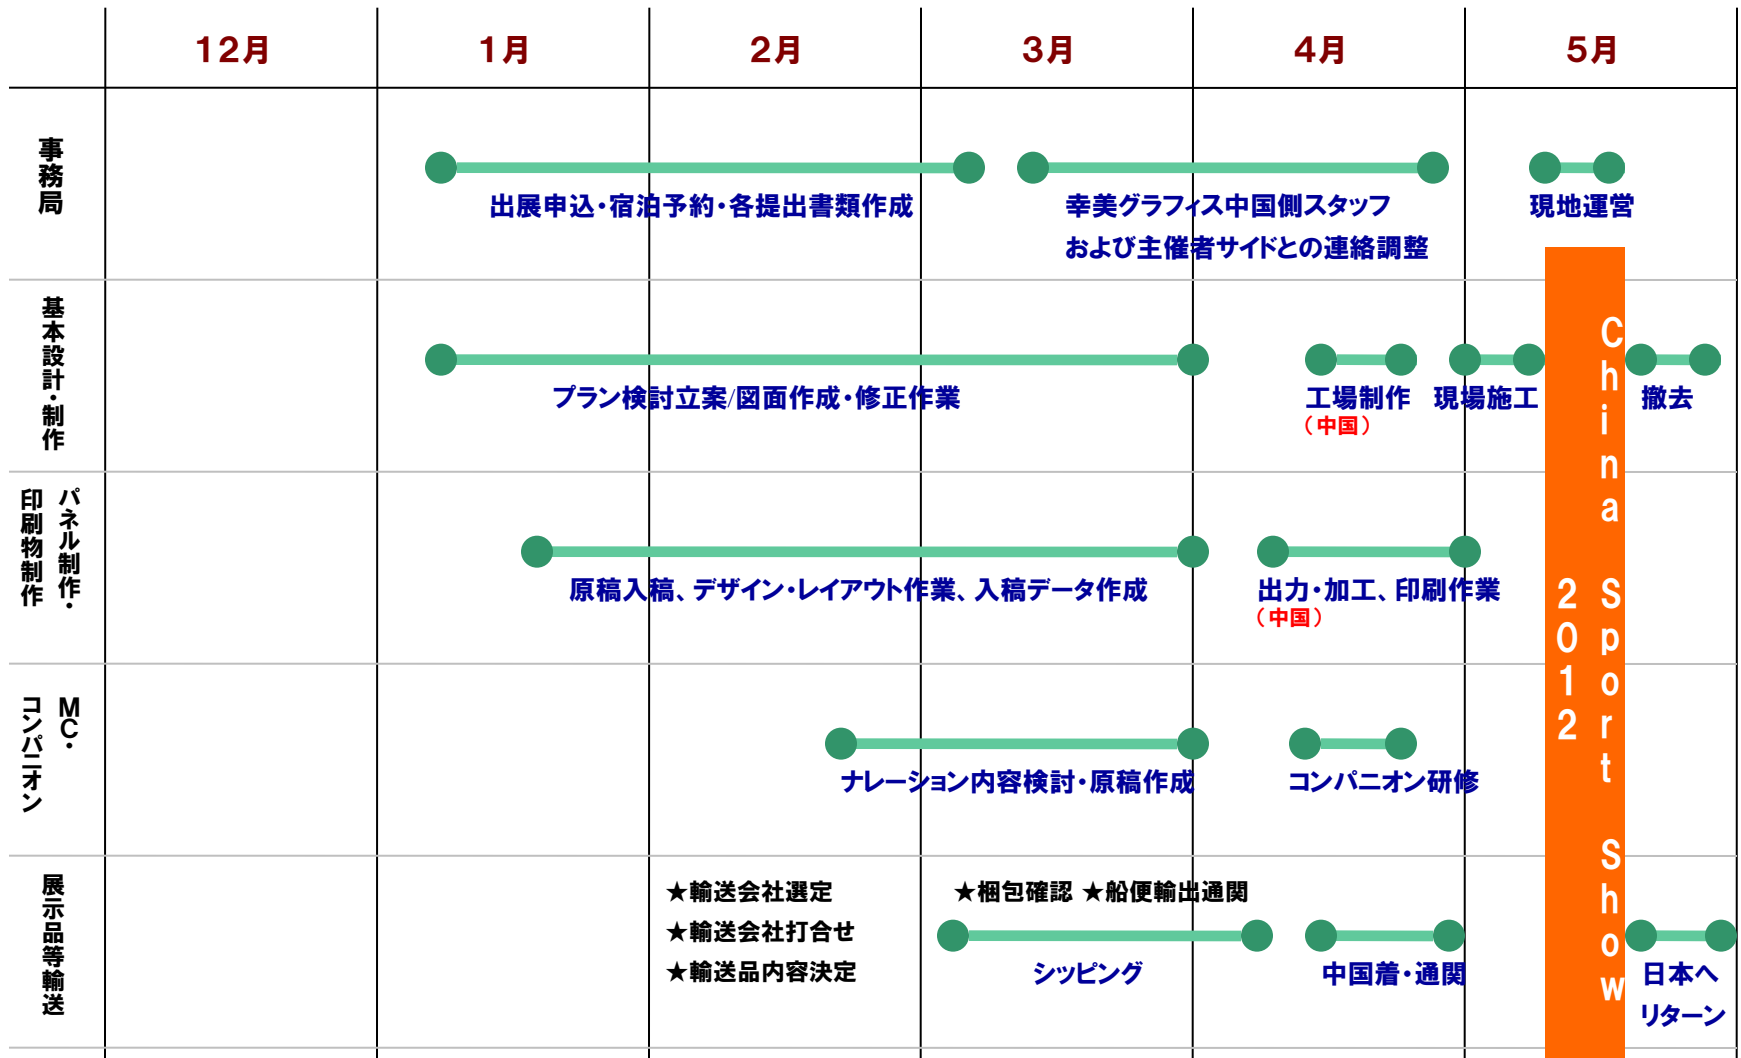 12月
1月
2月
3月
4月
5月
事務局
出展申込・宿泊予約・各提出書類作成
幸美グラフィス中国側スタッフ
および主催者サイドとの連絡調整
現地運営
基本設計・制作
プラン検討立案/図面作成・修正作業
工場制作
（中国）
現場施工
撤去
パネル制作・
印刷物制作
原稿入稿、デザイン・レイアウト作業、入稿データ作成
出力・加工、印刷作業
（中国）
MC・
コンパニオン
ナレーション内容検討・原稿作成
コンパニオン研修
展示品等輸送
★輸送会社選定
★輸送会社打合せ
★輸送品内容決定
★梱包確認 ★船便輸出通関
シッピング
中国着・通関
日本へ
リターン
China Sport Show
2012